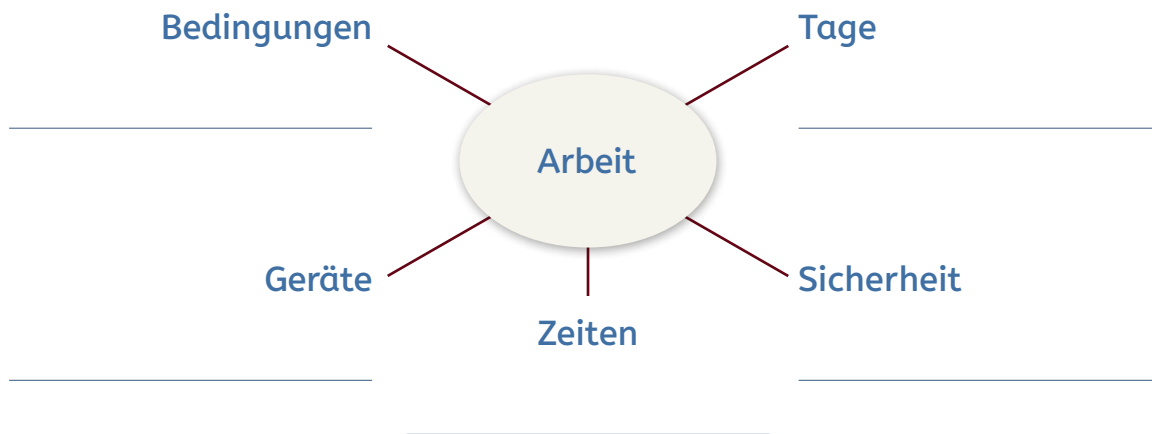 Bedingungen
Tage
Arbeit
Geräte
Sicherheit
Zeiten